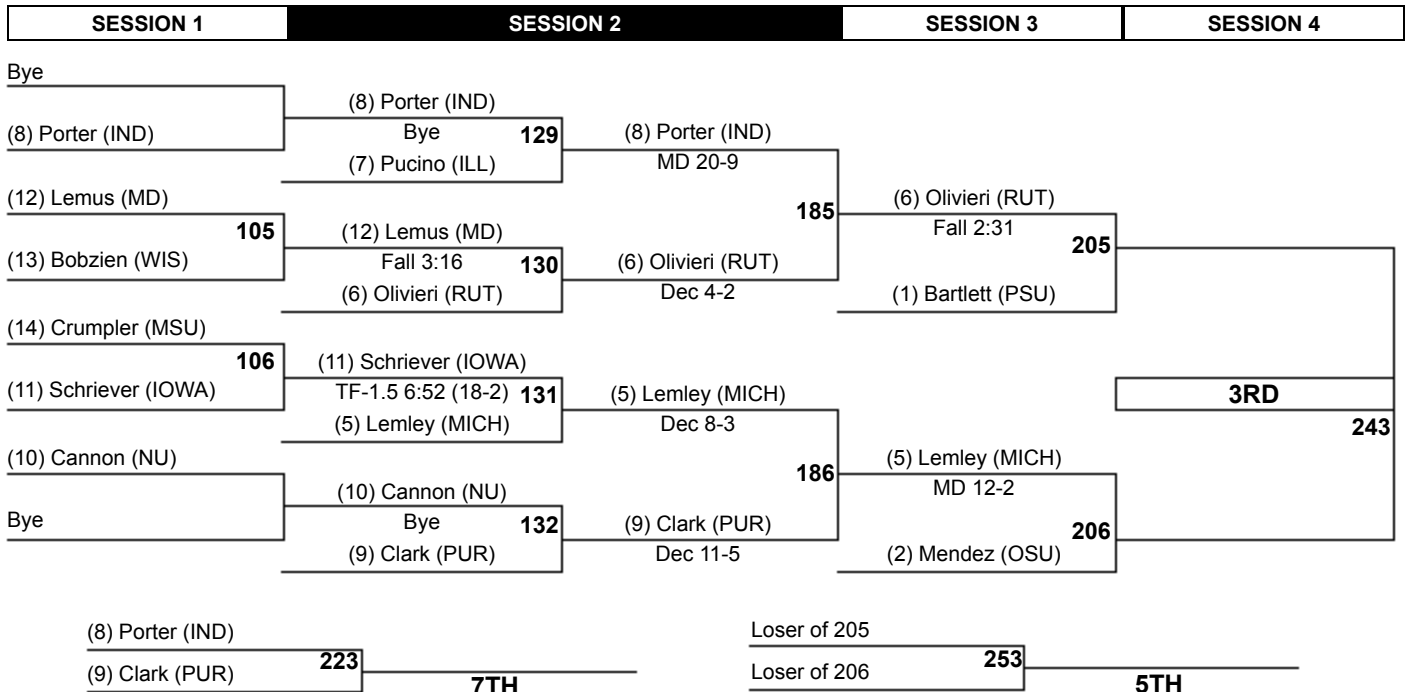 SESSION 1 SESSION 2 SESSION 3 SESSION 4
Bye
(8) Porter (IND)
(12) Lemus (MD)
105
(13) Bobzien (WIS)
(14) Crumpler (MSU)
106
(11) Schriever (IOWA)
(10) Cannon (NU)
Bye
(8) Porter (IND)
Bye 129
(7) Pucino (ILL)
(12) Lemus (MD)
Fall 3:16 130
(6) Olivieri (RUT)
(11) Schriever (IOWA)
TF-1.5 6:52 (18-2) 131
(5) Lemley (MICH)
(10) Cannon (NU)
Bye 132
(9) Clark (PUR)
(8) Porter (IND)
MD 20-9
185
(6) Olivieri (RUT)
Dec 4-2
(5) Lemley (MICH)
Dec 8-3
186
(9) Clark (PUR)
Dec 11-5
(6) Olivieri (RUT)
Fall 2:31
205
(1) Bartlett (PSU)
(5) Lemley (MICH)
MD 12-2
206
(2) Mendez (OSU)
3RD
243
(8) Porter (IND)
223
(9) Clark (PUR)
7TH
Loser of 205
253
Loser of 206
5TH